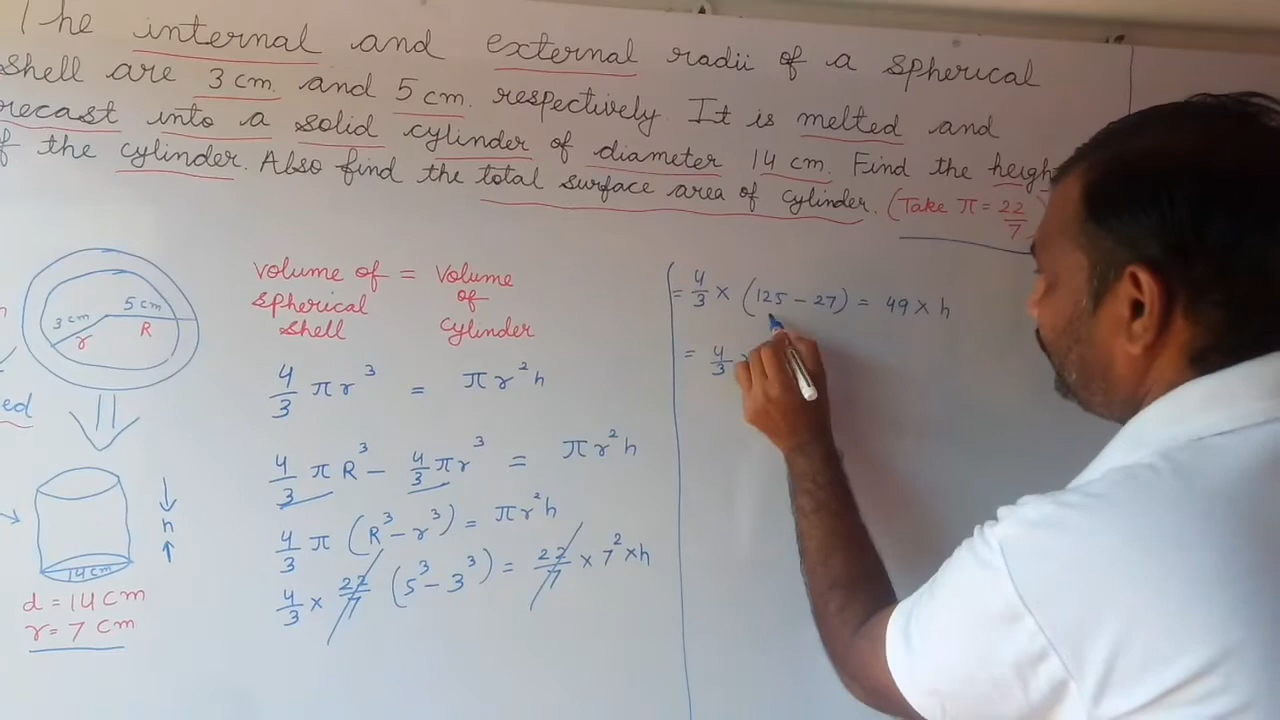 The internal and external radii of a spherical
shell are 3 cm. and 5 cm. respectively. It is melted and
recast into a solid cylinder of diameter 14 cm. Find the height
of the cylinder. Also find the total surface area of cylinder. (Take π = 22/7
5 cm
3 cm
r
R
ed
h
14 cm
d = 14 cm
r = 7 cm
volume of = Volume
spherical of
shell cylinder
4/3 π r³ = π r² h
4/3 π R³ - 4/3 π r³ = π r² h
4/3 π (R³ - r³) = π r² h
4/3 × 22/7 (5³ - 3³) = 22/7 × 7² × h
= 4/3 × (125 - 27) = 49 × h
= 4/3